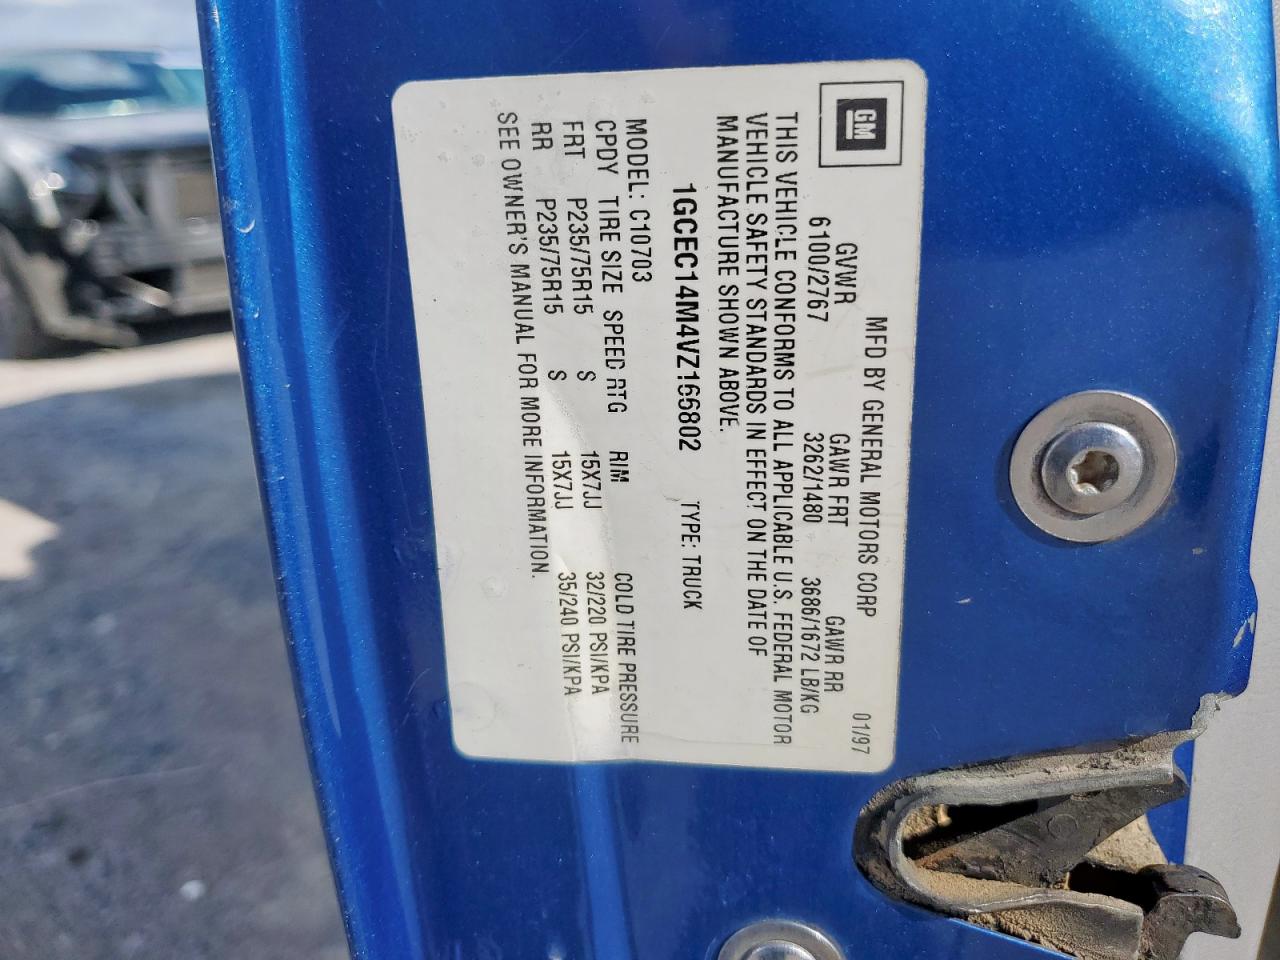 GM
MFD BY GENERAL MOTORS CORP 01/97
GVWR GAWR FRT GAWR RR
6100/2767 3262/1480 3686/1672 LB/KG
THIS VEHICLE CONFORMS TO ALL APPLICABLE U.S. FEDERAL MOTOR
VEHICLE SAFETY STANDARDS IN EFFECT ON THE DATE OF
MANUFACTURE SHOWN ABOVE.
1GCEC14M4VZ165802 TYPE: TRUCK
MODEL: C10703
CPDY TIRE SIZE SPEED RTG RIM COLD TIRE PRESSURE
FRT P235/75R15 S 15X7JJ 32/220 PSI/KPA
RR P235/75R15 S 15X7JJ 35/240 PSI/KPA
SEE OWNER'S MANUAL FOR MORE INFORMATION.